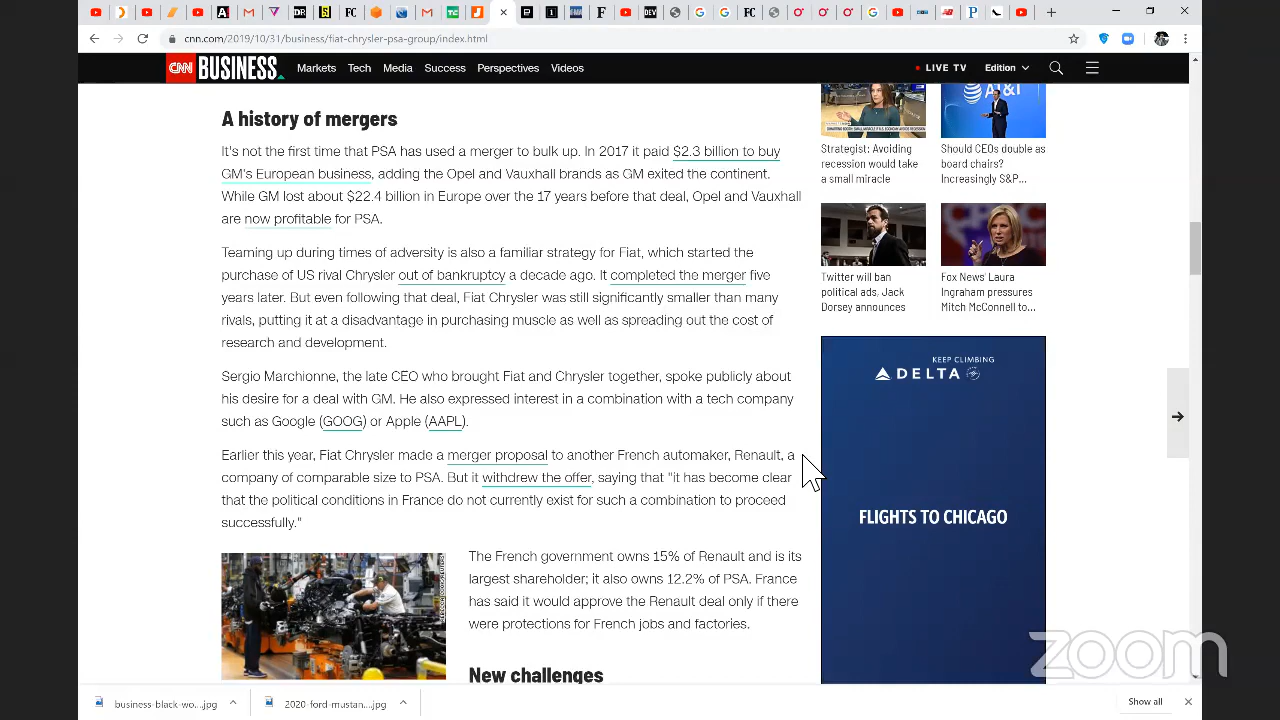 cnn.com/2019/10/31/business/fiat-chrysler-psa-group/index.html
CNN BUSINESS
Markets Tech Media Success Perspectives Videos
LIVE TV Edition
A history of mergers
It's not the first time that PSA has used a merger to bulk up. In 2017 it paid $2.3 billion to buy
GM's European business, adding the Opel and Vauxhall brands as GM exited the continent.
While GM lost about $22.4 billion in Europe over the 17 years before that deal, Opel and Vauxhall
are now profitable for PSA.
Teaming up during times of adversity is also a familiar strategy for Fiat, which started the
purchase of US rival Chrysler out of bankruptcy a decade ago. It completed the merger five
years later. But even following that deal, Fiat Chrysler was still significantly smaller than many
rivals, putting it at a disadvantage in purchasing muscle as well as spreading out the cost of
research and development.
Sergio Marchionne, the late CEO who brought Fiat and Chrysler together, spoke publicly about
his desire for a deal with GM. He also expressed interest in a combination with a tech company
such as Google (GOOG) or Apple (AAPL).
Earlier this year, Fiat Chrysler made a merger proposal to another French automaker, Renault, a
company of comparable size to PSA. But it withdrew the offer, saying that "it has become clear
that the political conditions in France do not currently exist for such a combination to proceed
successfully."
The French government owns 15% of Renault and is its
largest shareholder; it also owns 12.2% of PSA. France
has said it would approve the Renault deal only if there
were protections for French jobs and factories.
New challenges
AT&T
Strategist: Avoiding
recession would take
a small miracle
Should CEOs double as
board chairs?
Increasingly S&P...
Twitter will ban
political ads, Jack
Dorsey announces
Fox News' Laura
Ingraham pressures
Mitch McConnell to...
KEEP CLIMBING
DELTA
FLIGHTS TO CHICAGO
zoom
business-black-wo....jpg
2020-ford-mustan....jpg
Show all